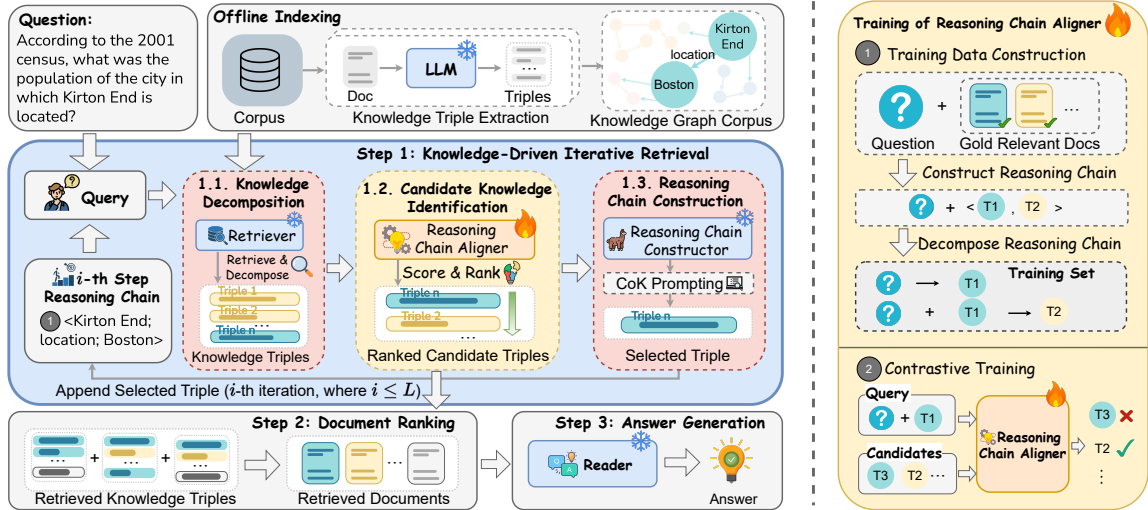 Question:
According to the 2001
census, what was the
population of the city in
which Kirton End is
located?
Offline Indexing
Corpus
Doc
LLM
...
Triples
Knowledge Triple Extraction
Kirton
End
location
Boston
Knowledge Graph Corpus
Step 1: Knowledge-Driven Iterative Retrieval
Query
i-th Step
Reasoning Chain
1 <Kirton End;
location; Boston>
1.1. Knowledge
Decomposition
Retriever
Retrieve &
Decompose
Triple 1
Triple 2
...
Triple n
Knowledge Triples
1.2. Candidate Knowledge
Identification
Reasoning
Chain Aligner
Score & Rank
Triple n
Triple 2
...
Ranked Candidate Triples
1.3. Reasoning
Chain Construction
Reasoning Chain
Constructor
CoK Prompting
Triple n
Selected Triple
Append Selected Triple (i-th iteration, where i ≤ L)
Step 2: Document Ranking
+ +
... ... ...
Retrieved Knowledge Triples
...
Retrieved Documents
Step 3: Answer Generation
Q
A
Reader
Answer
Training of Reasoning Chain Aligner
1 Training Data Construction
? + ...
Question
Gold Relevant Docs
Construct Reasoning Chain
? + < T1 , T2 >
Decompose Reasoning Chain
Training Set
? → T1
? + T1 → T2
2 Contrastive Training
Query
? + T1
Candidates
T3 T2 ...
Reasoning
Chain Aligner
T3
T2
⋮